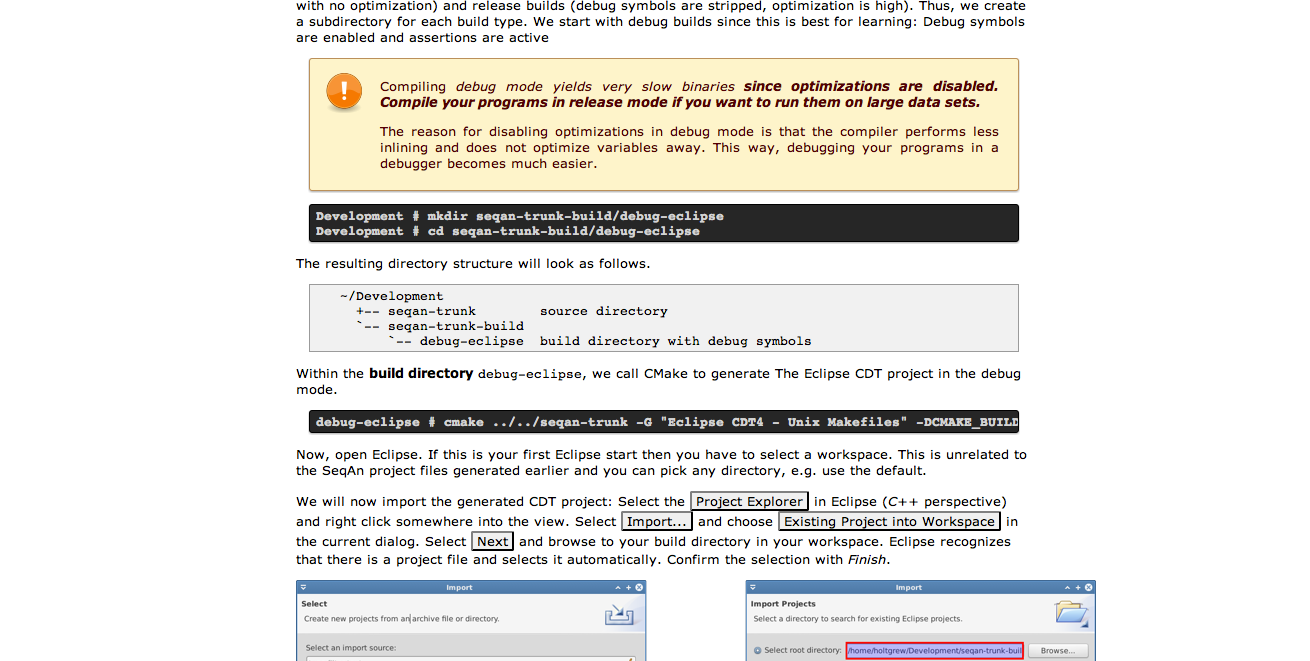 with no optimization) and release builds (debug symbols are stripped, optimization is high). Thus, we create
a subdirectory for each build type. We start with debug builds since this is best for learning: Debug symbols
are enabled and assertions are active
Compiling debug mode yields very slow binaries since optimizations are disabled.
Compile your programs in release mode if you want to run them on large data sets.
The reason for disabling optimizations in debug mode is that the compiler performs less
inlining and does not optimize variables away. This way, debugging your programs in a
debugger becomes much easier.
Development # mkdir seqan-trunk-build/debug-eclipse
Development # cd seqan-trunk-build/debug-eclipse
The resulting directory structure will look as follows.
~/Development
+-- seqan-trunk        source directory
`-- seqan-trunk-build
`-- debug-eclipse  build directory with debug symbols
Within the build directory debug-eclipse, we call CMake to generate The Eclipse CDT project in the debug
mode.
debug-eclipse # cmake ../../seqan-trunk -G "Eclipse CDT4 - Unix Makefiles" -DCMAKE_BUILD
Now, open Eclipse. If this is your first Eclipse start then you have to select a workspace. This is unrelated to
the SeqAn project files generated earlier and you can pick any directory, e.g. use the default.
We will now import the generated CDT project: Select the Project Explorer in Eclipse (C++ perspective)
and right click somewhere into the view. Select Import... and choose Existing Project into Workspace in
the current dialog. Select Next and browse to your build directory in your workspace. Eclipse recognizes
that there is a project file and selects it automatically. Confirm the selection with Finish.
Import
Select
Create new projects from an archive file or directory.
Select an import source:
Import
Import Projects
Select a directory to search for existing Eclipse projects.
Select root directory: /home/holtgrew/Development/seqan-trunk-buil Browse...